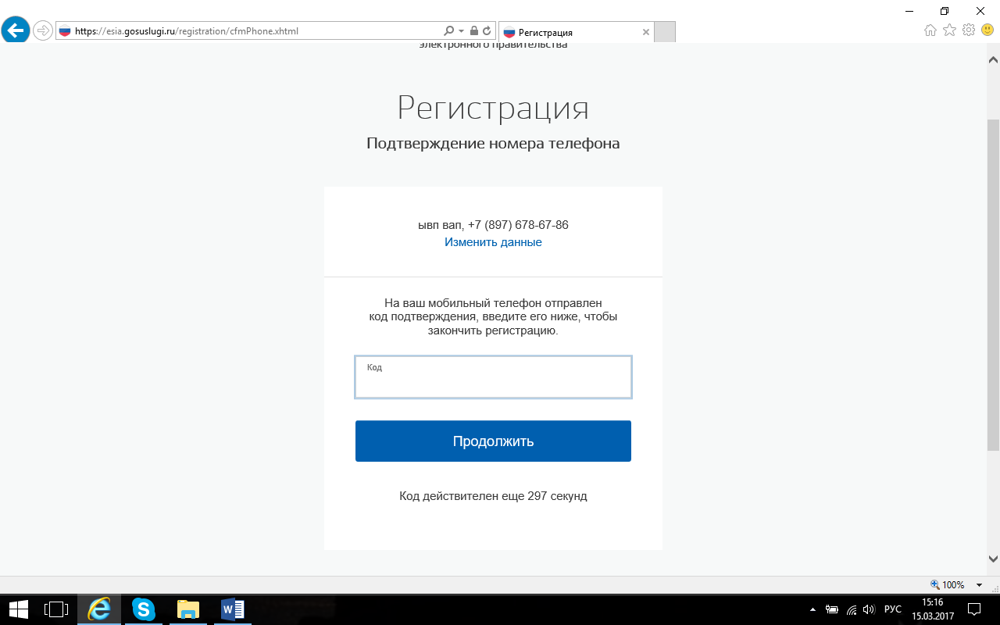 https://esia.gosuslugi.ru/registration/cfmPhone.xhtml
Регистрация
электронного правительства
Регистрация
Подтверждение номера телефона
ывп вап, +7 (897) 678-67-86
Изменить данные
На ваш мобильный телефон отправлен
код подтверждения, введите его ниже, чтобы
закончить регистрацию.
Код
Продолжить
Код действителен еще 297 секунд
100%
РУС
15:16
15.03.2017